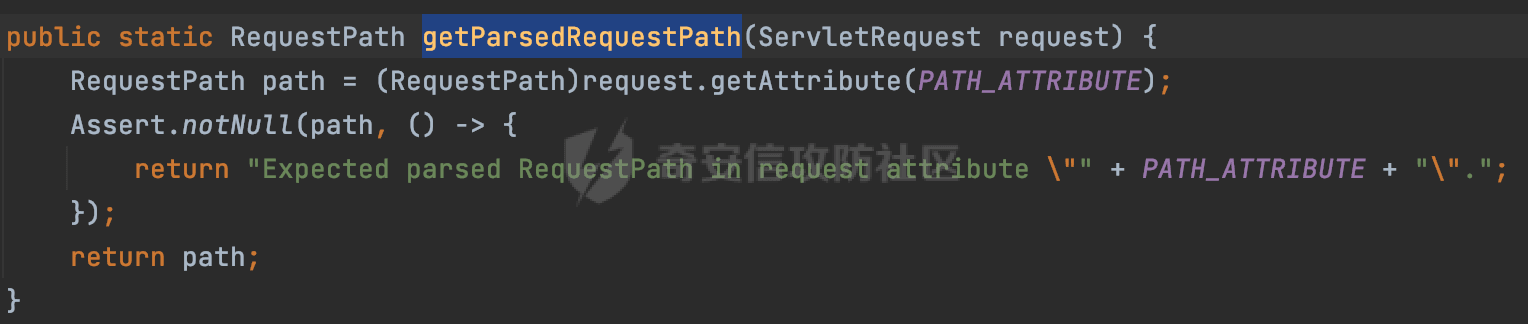 public static RequestPath getParsedRequestPath(ServletRequest request) {
    RequestPath path = (RequestPath)request.getAttribute(PATH_ATTRIBUTE);
    Assert.notNull(path, () -> {
        return "Expected parsed RequestPath in request attribute \"" + PATH_ATTRIBUTE + "\".";
奇安信攻防社区
    });
    return path;
}